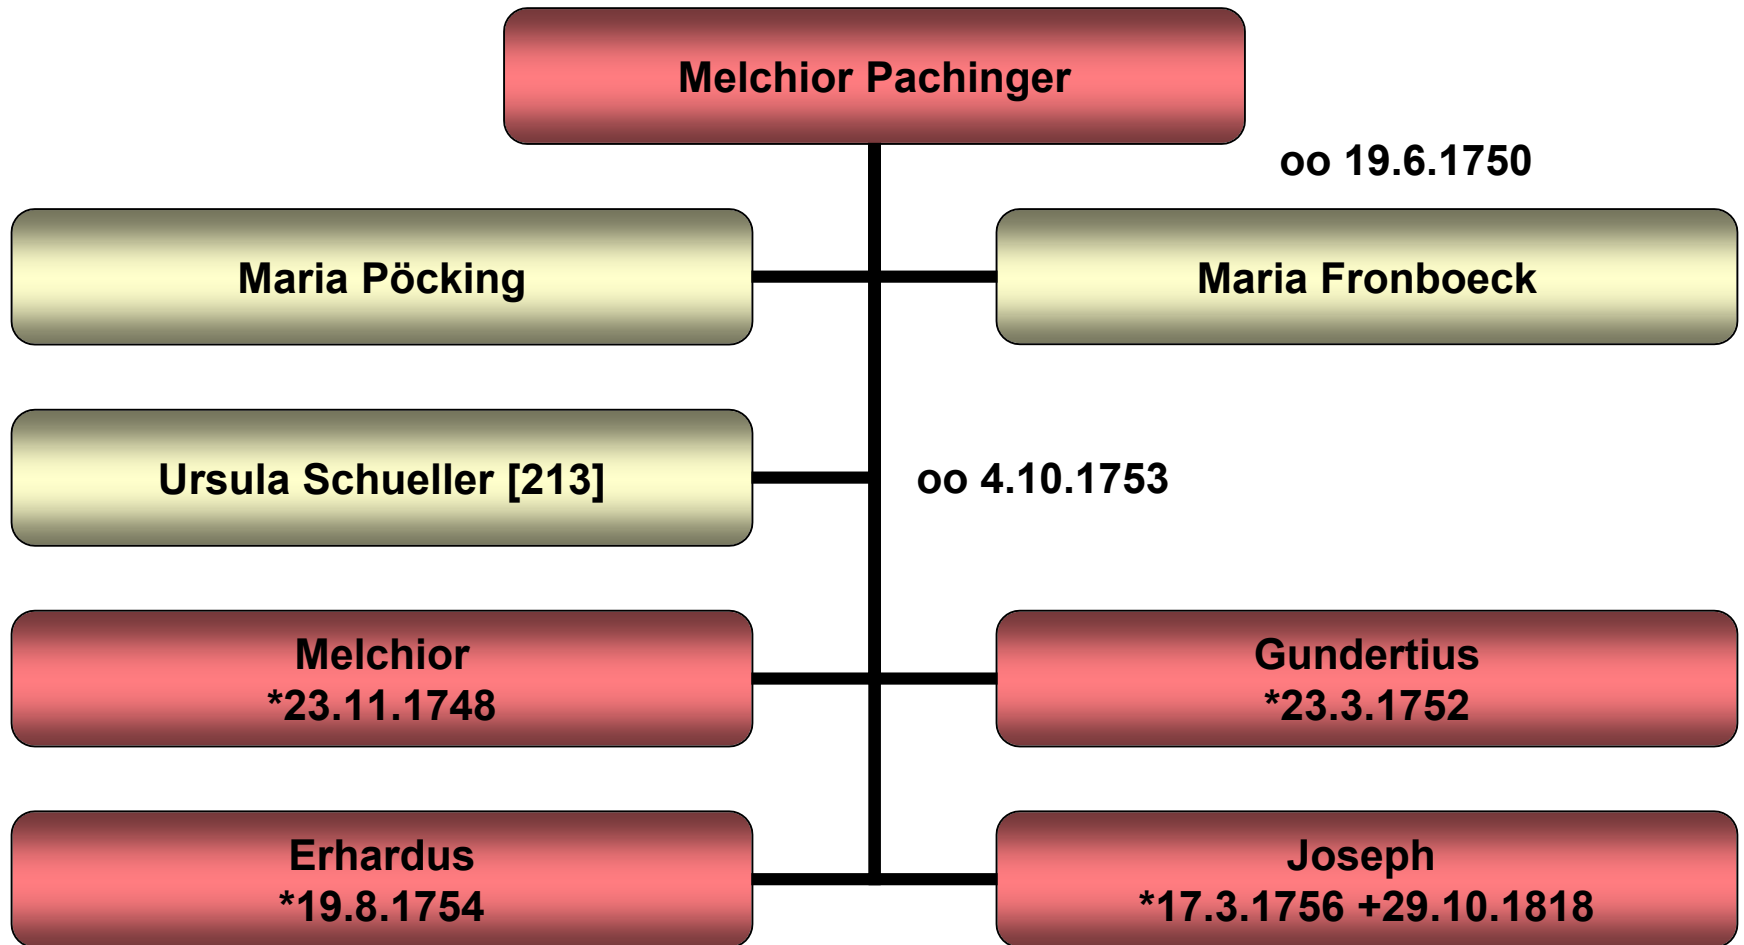 Melchior Pachinger
oo 19.6.1750
Maria Pöcking
Maria Fronboeck
Ursula Schueller [213]
oo 4.10.1753
Melchior
*23.11.1748
Gundertius
*23.3.1752
Erhardus
*19.8.1754
Joseph
*17.3.1756 +29.10.1818